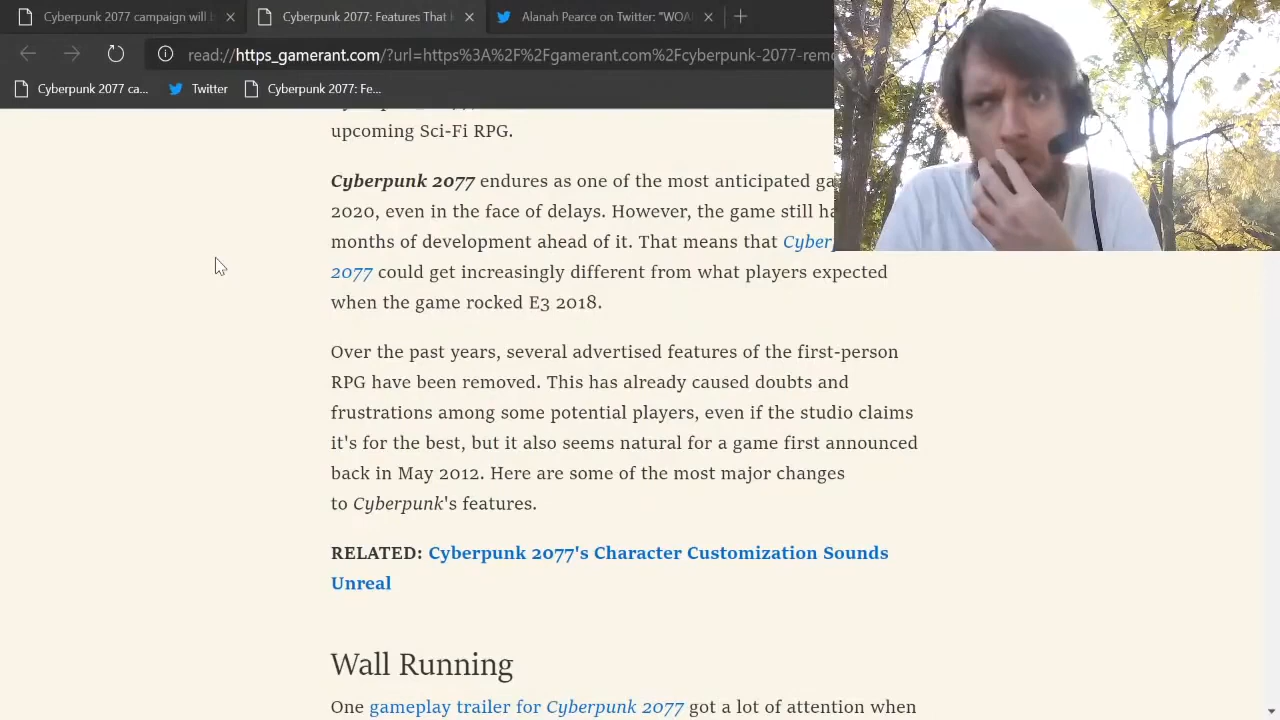 Cyberpunk 2077 campaign will
Cyberpunk 2077: Features That
Alanah Pearce on Twitter: "WOA
read://https_gamerant.com/?url=https%3A%2F%2Fgamerant.com%2Fcyberpunk-2077-remo
Cyberpunk 2077 ca...
Twitter
Cyberpunk 2077: Fe...
upcoming Sci-Fi RPG.
Cyberpunk 2077 endures as one of the most anticipated ga
2020, even in the face of delays. However, the game still ha
months of development ahead of it. That means that Cyber
2077 could get increasingly different from what players expected
when the game rocked E3 2018.
Over the past years, several advertised features of the first-person
RPG have been removed. This has already caused doubts and
frustrations among some potential players, even if the studio claims
it's for the best, but it also seems natural for a game first announced
back in May 2012. Here are some of the most major changes
to Cyberpunk's features.
RELATED: Cyberpunk 2077's Character Customization Sounds
Unreal
Wall Running
One gameplay trailer for Cyberpunk 2077 got a lot of attention when